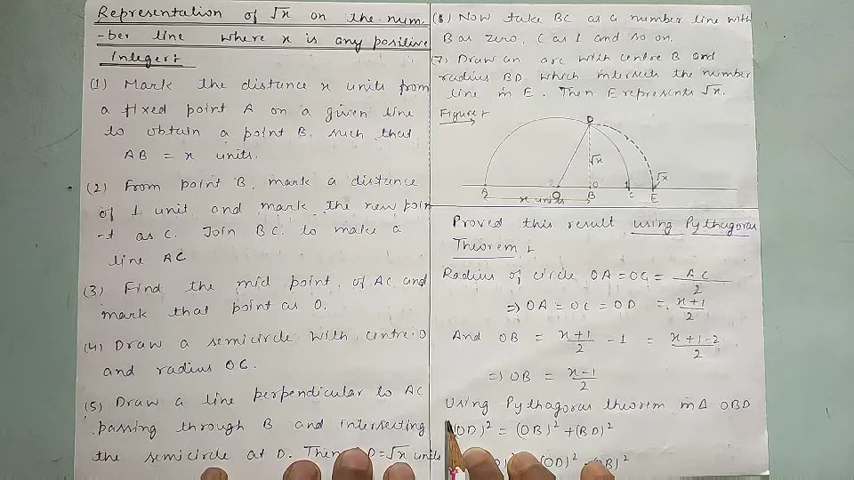 Representation of √x on the num-
-ber line where x is any positive
integer:
(1) Mark the distance x units from
a fixed point A on a given line
to obtain a point B, such that
AB = x units.
(2) From point B, mark a distance
of 1 unit and mark the new poin
-t as C. Join BC to make a
line AC
(3) Find the mid point of AC and
mark that point as O.
(4) Draw a semicircle with centre O
and radius OC.
(5) Draw a line perpendicular to AC
passing through B and intersecting
the semicircle at D. Then D = √x units
(6) Now take BC as a number line with
B as zero, C as 1 and so on.
(7) Draw an arc with centre B and
radius BD which intersects the number
line in E. Then E represents √x.
Figure:
D
√x
√x
A O B C E
0 1
x units
Proved this result using Pythagoras
Theorem :
Radius of circle OA = OC = AC/2
⇒ OA = OC = OD = x+1/2
And OB = x+1/2 - 1 = x+1-2/2
⇒ OB = x-1/2
Using Pythagoras theorem in Δ OBD
(OD)² = (OB)² + (BD)²
(OD)² - (OB)²